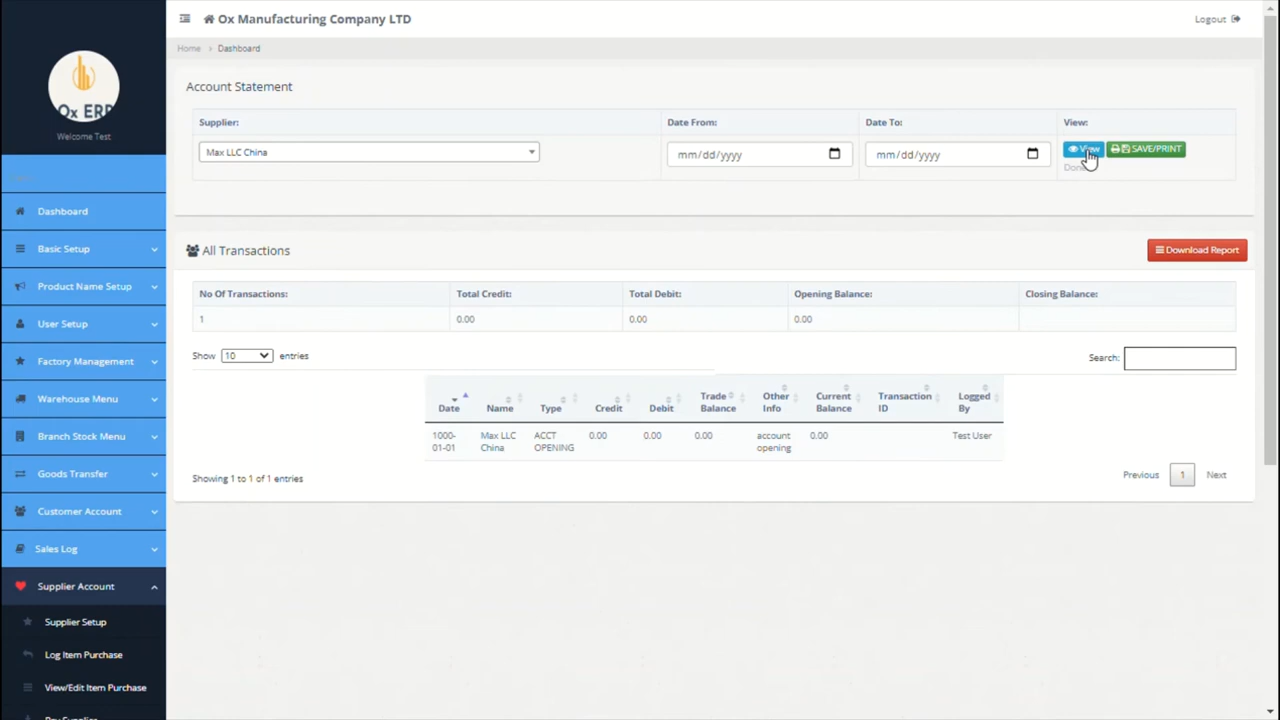 Ox Manufacturing Company LTD
Logout
Home > Dashboard
Ox ERP
Welcome Test
Dashboard
Basic Setup
Product Name Setup
User Setup
Factory Management
Warehouse Menu
Branch Stock Menu
Goods Transfer
Customer Account
Sales Log
Supplier Account
Supplier Setup
Log Item Purchase
View/Edit Item Purchase
Pay Supplier
Account Statement
Supplier: Date From: Date To: View:
Max LLC China mm/dd/yyyy mm/dd/yyyy View SAVE/PRINT
All Transactions Download Report
No Of Transactions: Total Credit: Total Debit: Opening Balance: Closing Balance:
1 0.00 0.00 0.00
Show 10 entries Search:
Date Name Type Credit Debit Trade Balance Other Info Current Balance Transaction ID Logged By
1000-01-01 Max LLC China ACCT OPENING 0.00 0.00 0.00 account opening 0.00 Test User
Showing 1 to 1 of 1 entries Previous 1 Next